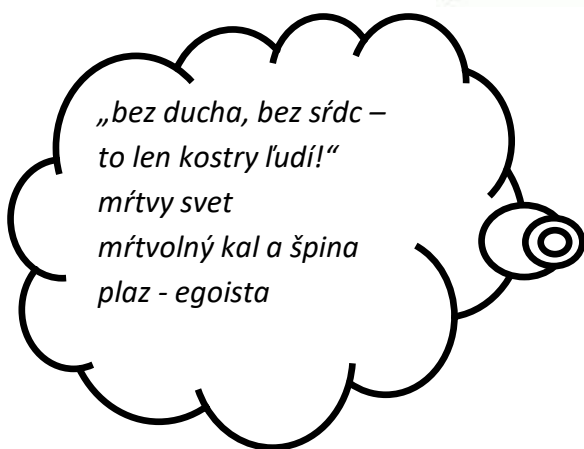 „bez ducha, bez sŕdc –
to len kostry ľudí!“
mŕtvy svet
mŕtvolný kal a špina
plaz - egoista